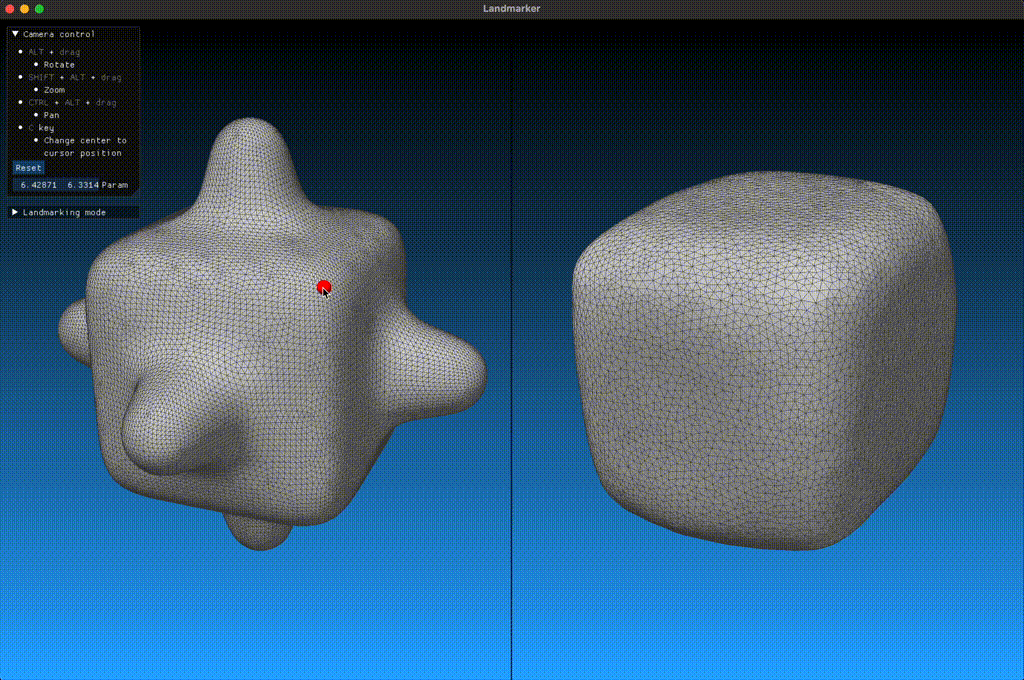 Landmarker
Camera control
ALT + drag
Rotate
SHIFT + ALT + drag
Zoom
CTRL + ALT + drag
Pan
C key
Change center to
cursor position
Reset
6.42871 6.3314 Param
Landmarking mode